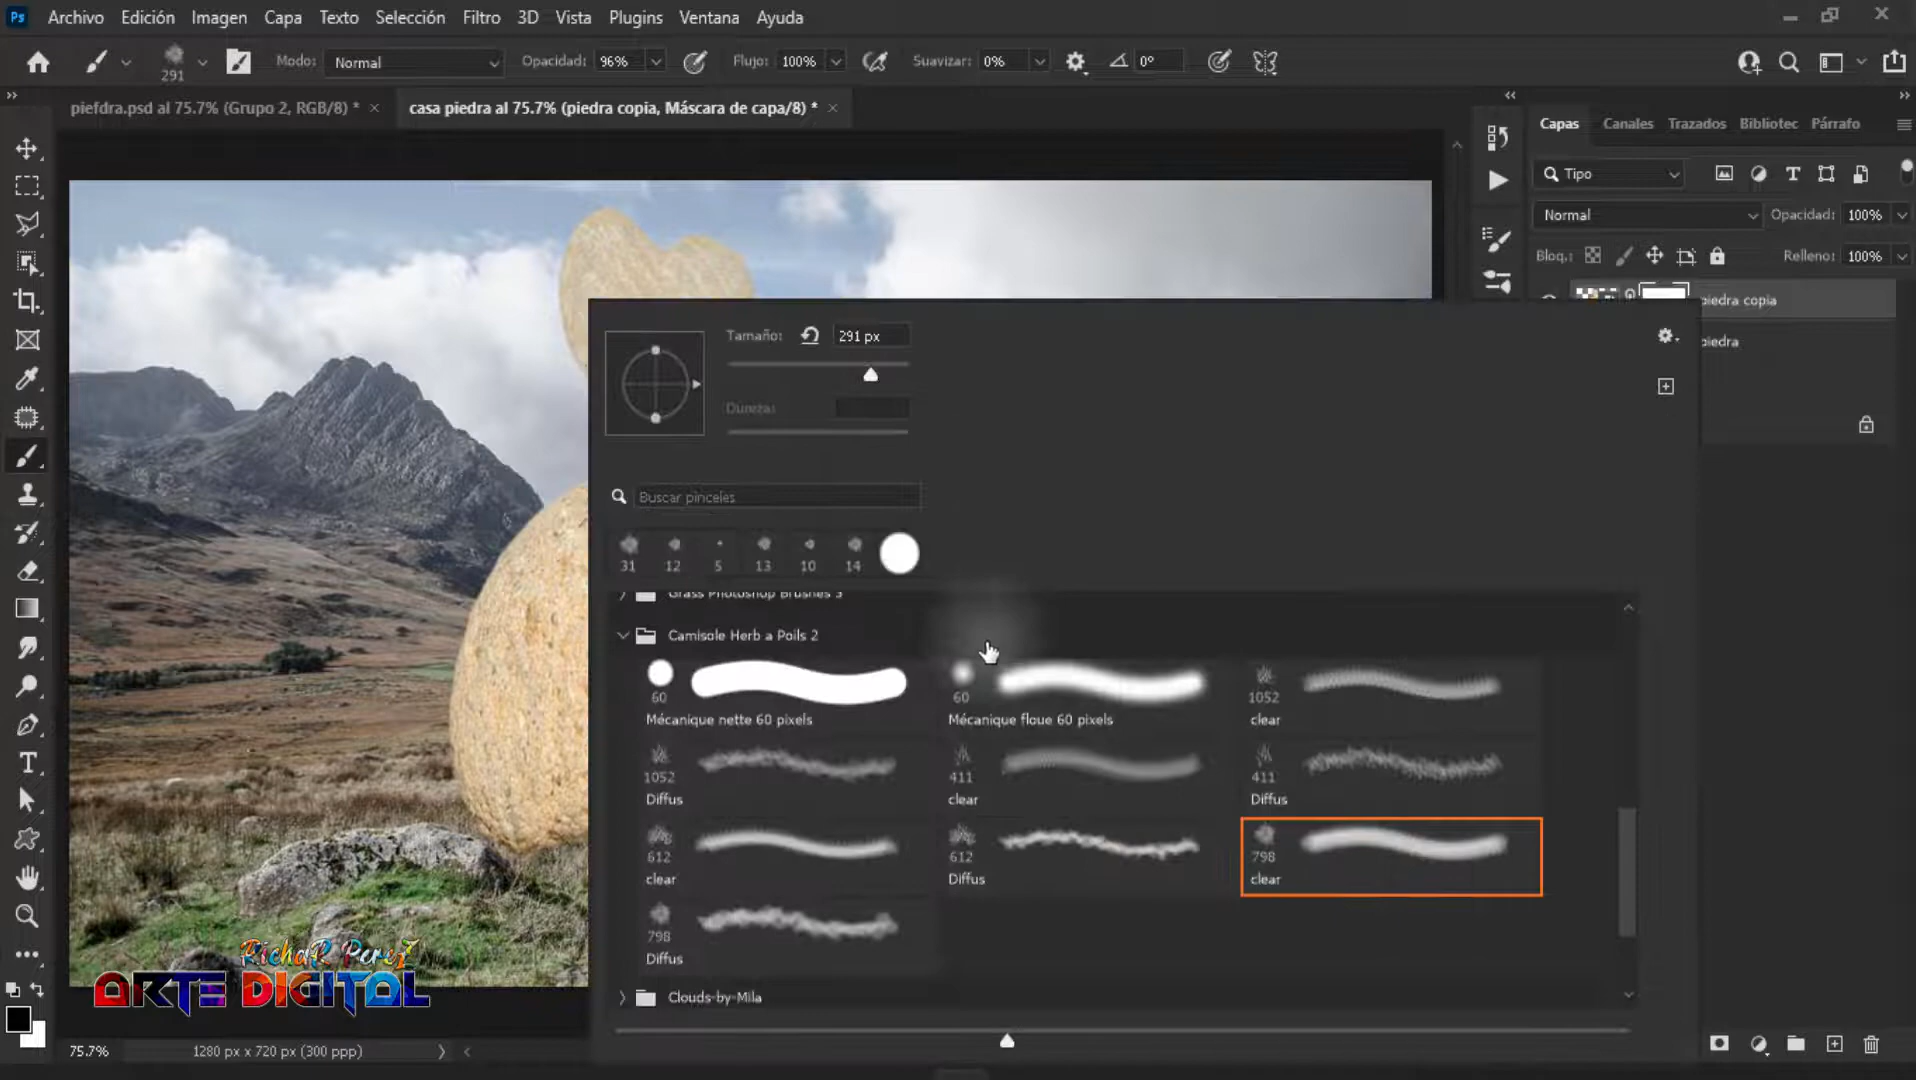 Ps Archivo Edición Imagen Capa Texto Selección Filtro 3D Vista Plugins Ventana Ayuda
291 Modo: Normal Opacidad: 96% Flujo: 100% Suavizar: 0% 0°
piefdra.psd al 75.7% (Grupo 2, RGB/8) * casa piedra al 75.7% (piedra copia, Máscara de capa/8) *
Capas Canales Trazados Bibliotec Párrafo
Tipo
Normal Opacidad: 100%
Bloq.: Relleno: 100%
piedra copia
piedra
Tamaño: 291 px
Dureza:
Buscar pinceles
31 12 5 13 10 14
Grass Photoshop Brushes 3
Camisole Herb a Poils 2
60 60 1052
Mécanique nette 60 pixels Mécanique floue 60 pixels clear
1052 411 411
Diffus clear Diffus
612 612 798
clear Diffus clear
798
Diffus
Clouds-by-Mila
RichaR PereZ
ARTE DIGITAL
T
75.7% 1280 px x 720 px (300 ppp)